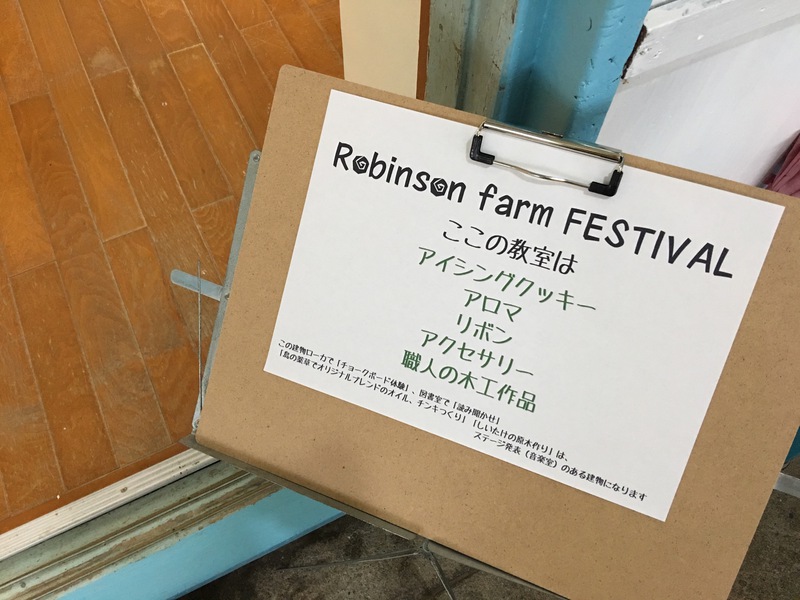 Robinson farm FESTIVAL
ここの教室は
アイシングクッキー
アロマ
リボン
アクセサリー
職人の木工作品
この建物ローカで「チョークボード体験」、図書室で「読み聞かせ」
「島の薬草でオリジナルブレンドのオイル、チンキつくり」「しいたけの原木作り」は、
ステージ発表（音楽室）のある建物になります